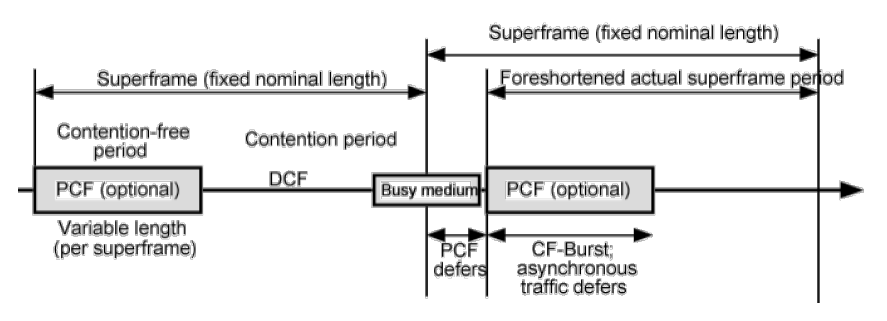 Superframe (fixed nominal length)
Superframe (fixed nominal length)
Foreshortened actual superframe period
Contention-free
period
Contention period
PCF (optional)
DCF
Busy medium
PCF (optional)
Variable length
(per superframe)
PCF
defers
CF-Burst;
asynchronous
traffic defers